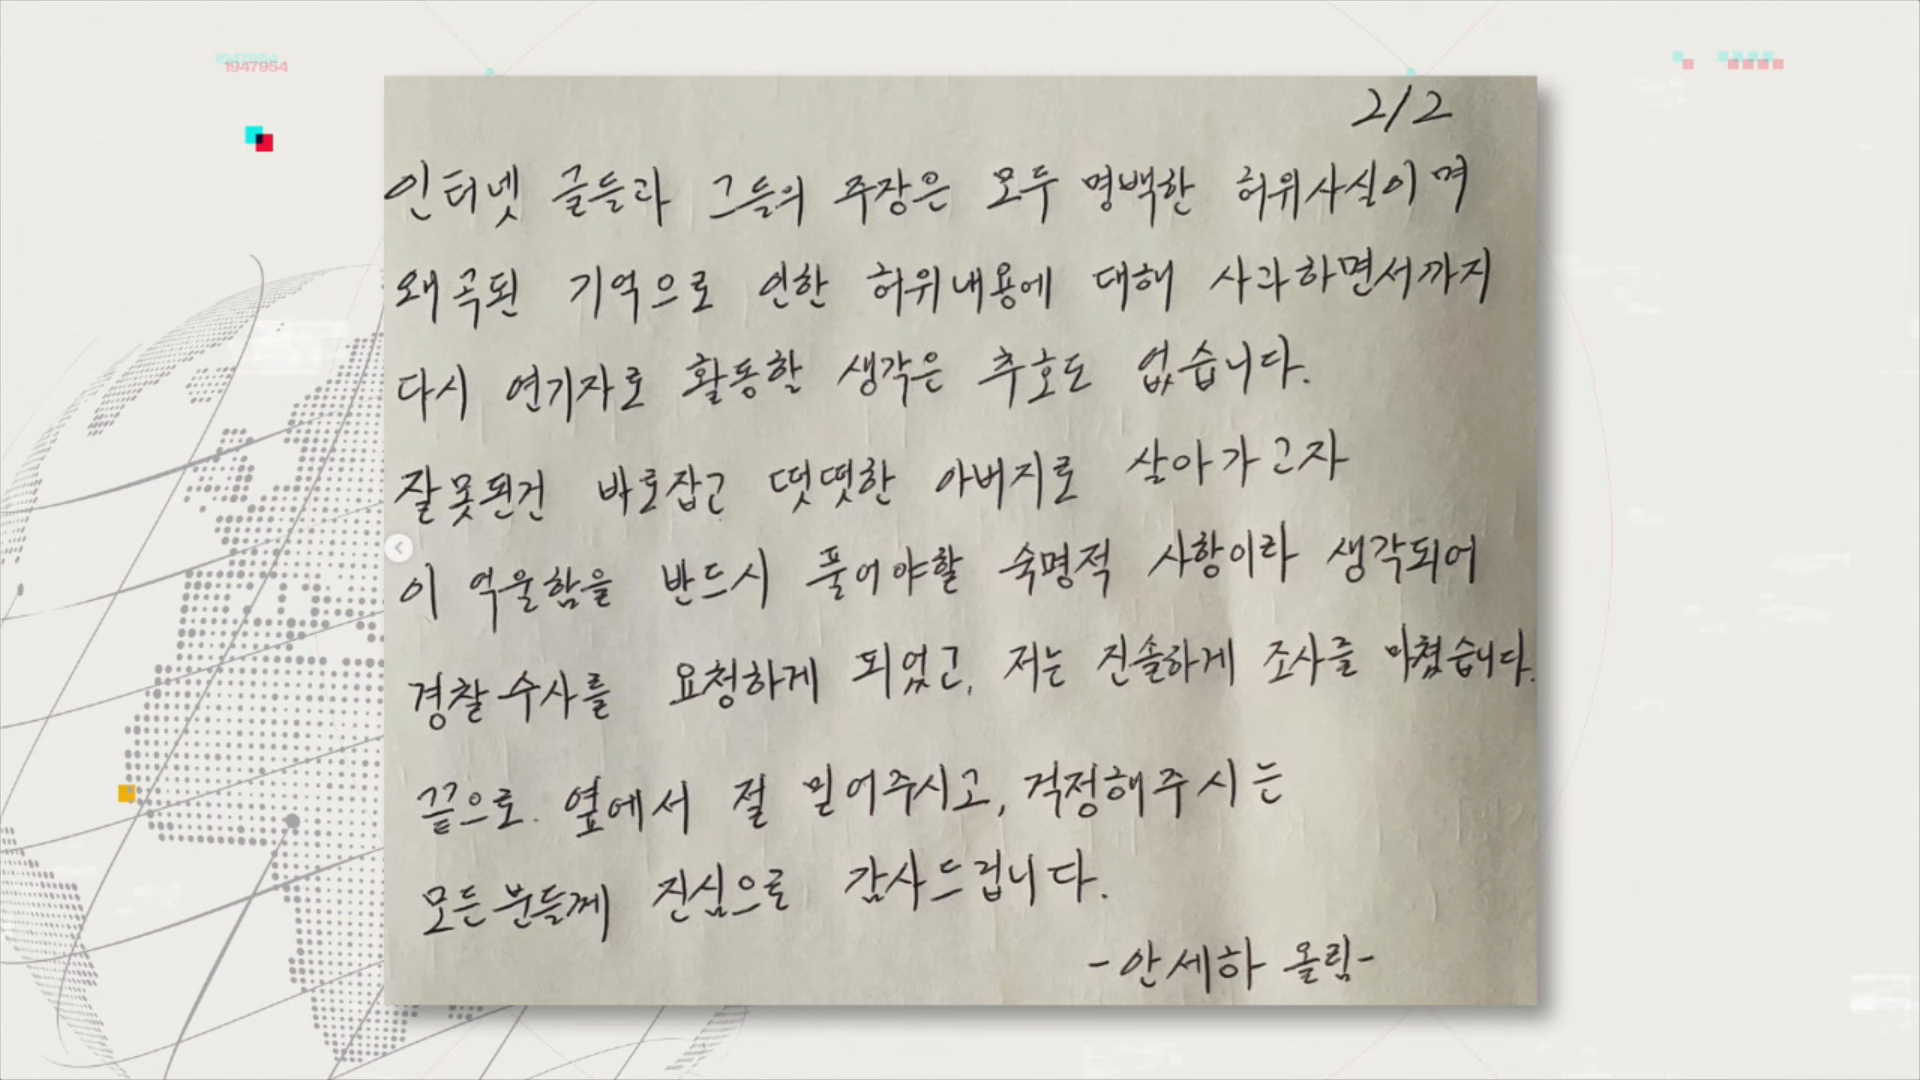 1947954
2/2
인터넷 글들과 그들의 주장은 모두 명백한 허위사실이며
왜곡된 기억으로 인한 허위내용에 대해 사과하면서까지
다시 연기자로 활동할 생각은 추호도 없습니다.
잘못된건 바로잡고 떳떳한 아버지로 살아가고자
이 억울함을 반드시 풀어야할 숙명적 사항이라 생각되어
경찰수사를 요청하게 되었고, 저는 진솔하게 조사를 마쳤습니다.
끝으로. 옆에서 절 믿어주시고, 걱정해주시는
모든분들께 진심으로 감사드립니다.
-안세하 올림-